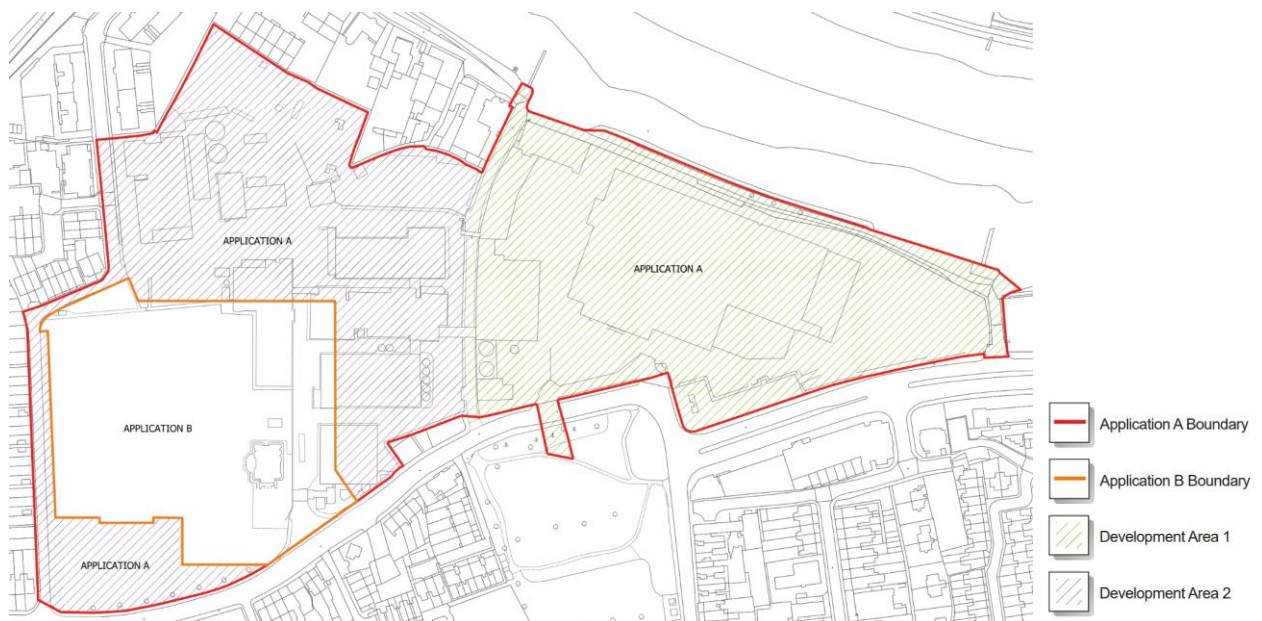 APPLICATION A
APPLICATION A
APPLICATION B
APPLICATION A
Application A Boundary
Application B Boundary
Development Area 1
Development Area 2